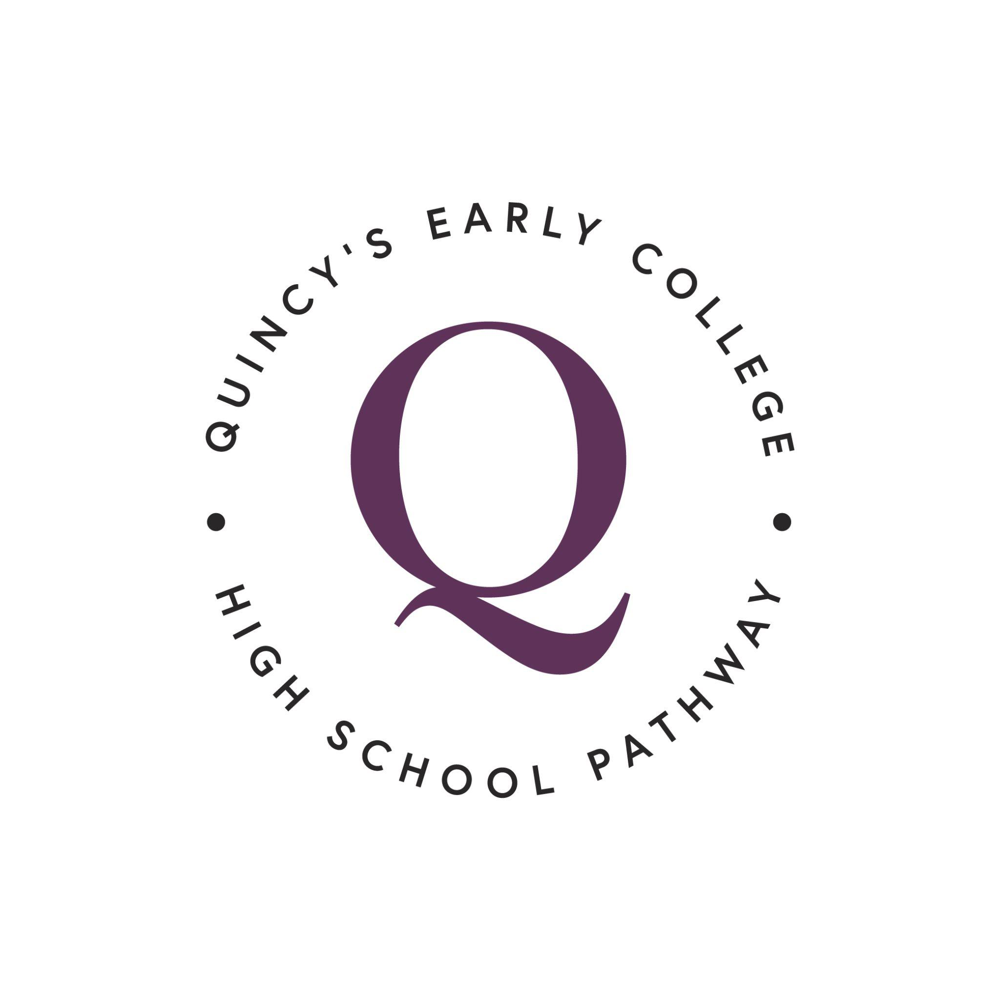 QUINCY'S EARLY COLLEGE
Q
• HIGH SCHOOL PATHWAY •